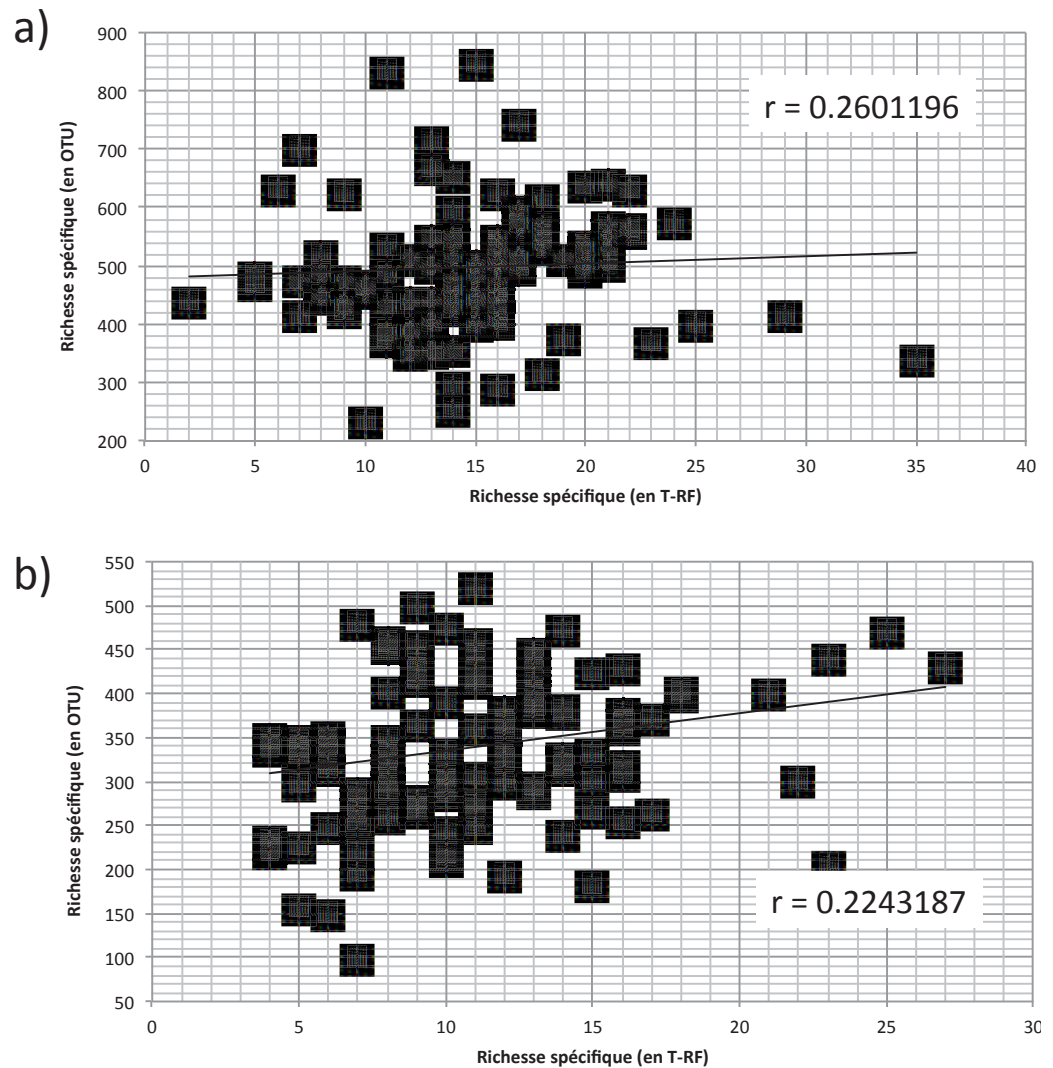 a)
900
800
700
600
500
400
300
200
Richesse spécifique (en OTU)
r = 0.2601196
0 5 10 15 20 25 30 35 40
Richesse spécifique (en T-RF)
b)
550
500
450
400
350
300
250
200
150
100
50
Richesse spécifique (en OTU)
r = 0.2243187
0 5 10 15 20 25 30
Richesse spécifique (en T-RF)